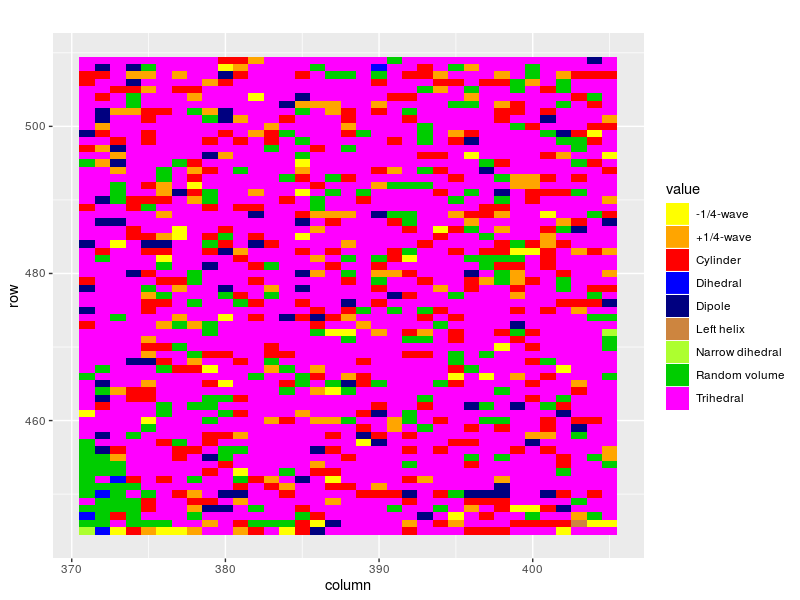 500
480
460
370
380
390
400
column
row
value
-1/4-wave
+1/4-wave
Cylinder
Dihedral
Dipole
Left helix
Narrow dihedral
Random volume
Trihedral